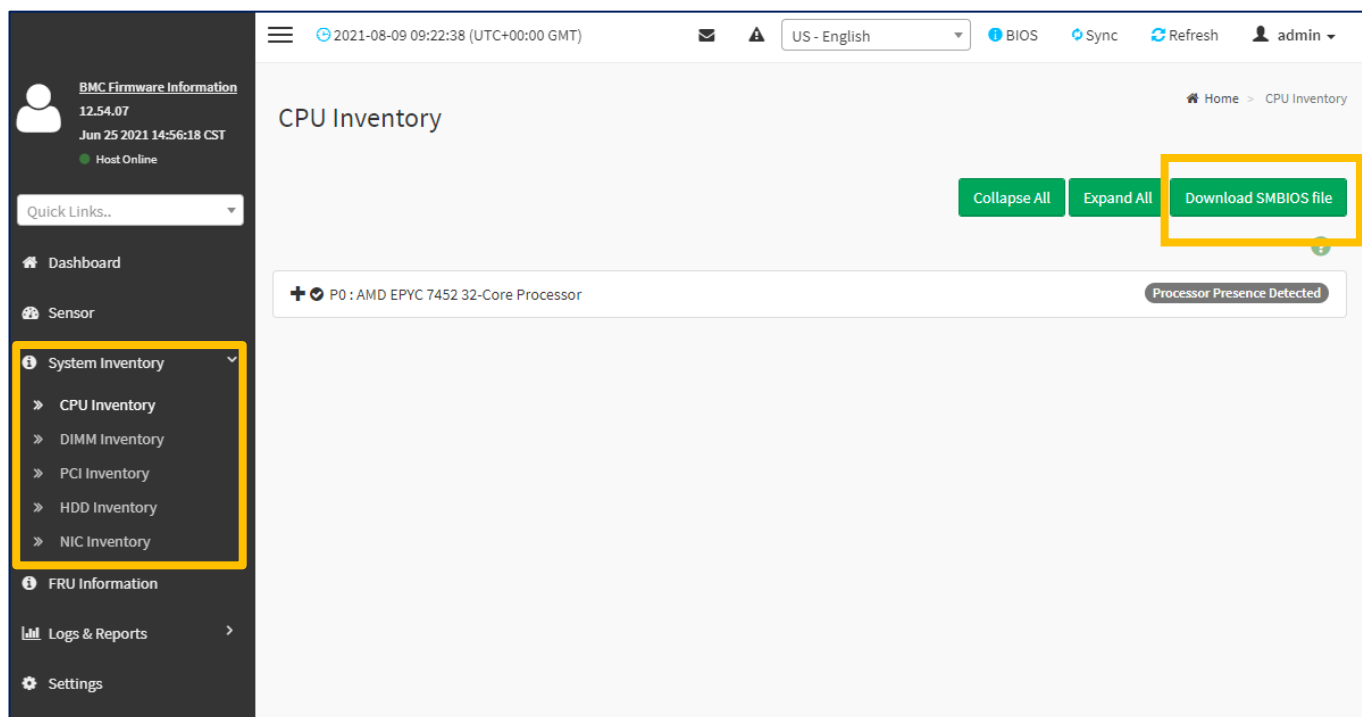 2021-08-09 09:22:38 (UTC+00:00 GMT)
US - English
BIOS
Sync
Refresh
admin
BMC Firmware Information
12.54.07
Jun 25 2021 14:56:18 CST
Host Online
Quick Links..
Dashboard
Sensor
System Inventory
CPU Inventory
DIMM Inventory
PCI Inventory
HDD Inventory
NIC Inventory
FRU Information
Logs & Reports
Settings
Home > CPU Inventory
CPU Inventory
Collapse All
Expand All
Download SMBIOS file
P0 : AMD EPYC 7452 32-Core Processor
Processor Presence Detected